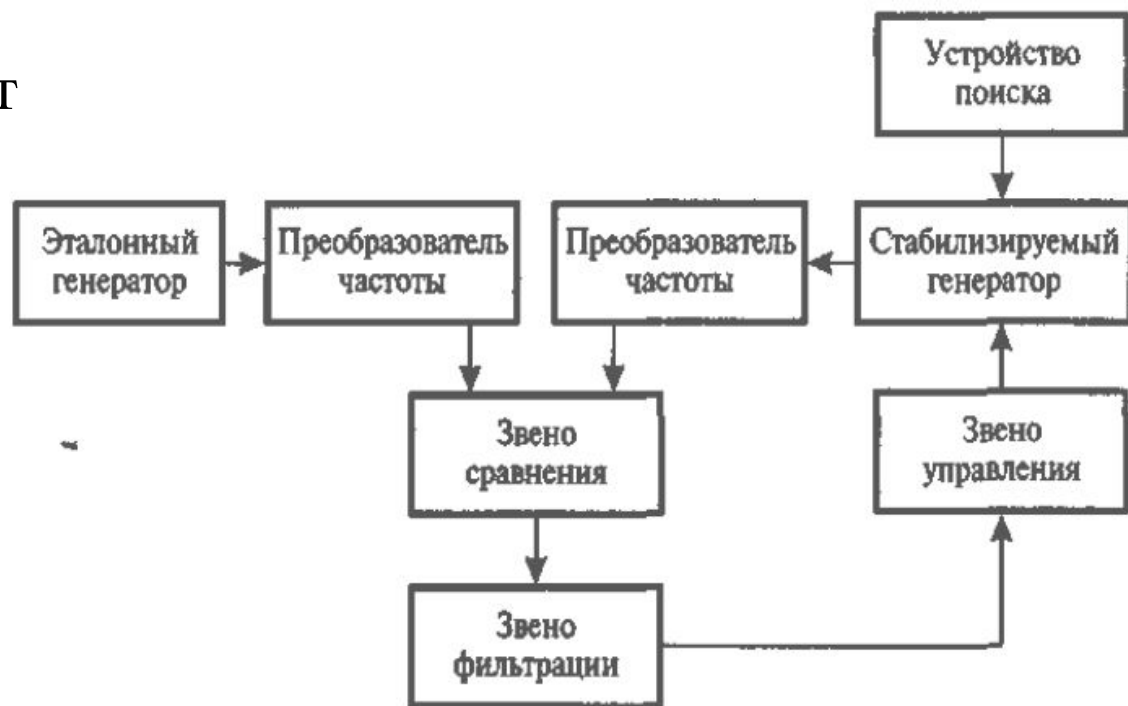 т
Устройство
поиска
Эталонный
генератор
Преобразователь
частоты
Преобразователь
частоты
Стабилизируемый
генератор
Звено
сравнения
Звено
управления
Звено
фильтрации